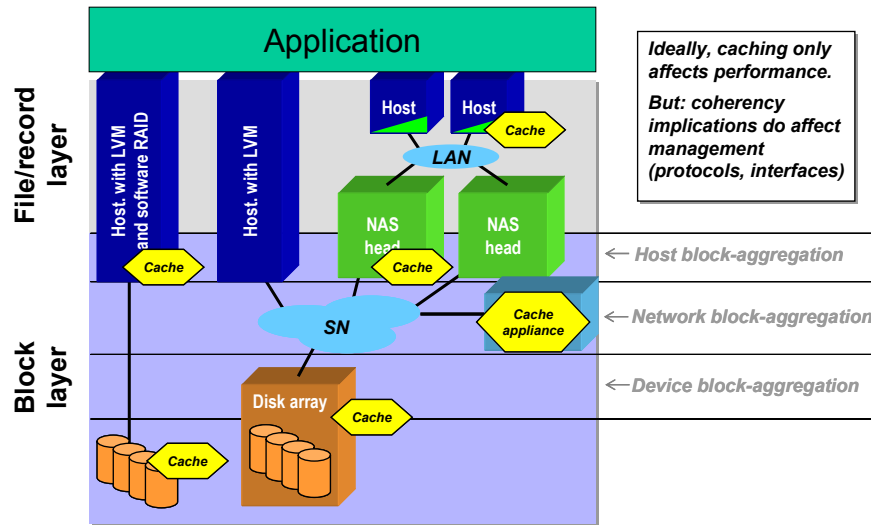 Application
Ideally, caching only
affects performance.
But: coherency
implications do affect
management
(protocols, interfaces)
File/record
layer
Host. with LVM
and software RAID
Host. with LVM
Host
Host
Cache
LAN
NAS
head
NAS
head
Cache
Cache
Host block-aggregation
SN
Cache
appliance
Network block-aggregation
Block
layer
Device block-aggregation
Disk array
Cache
Cache